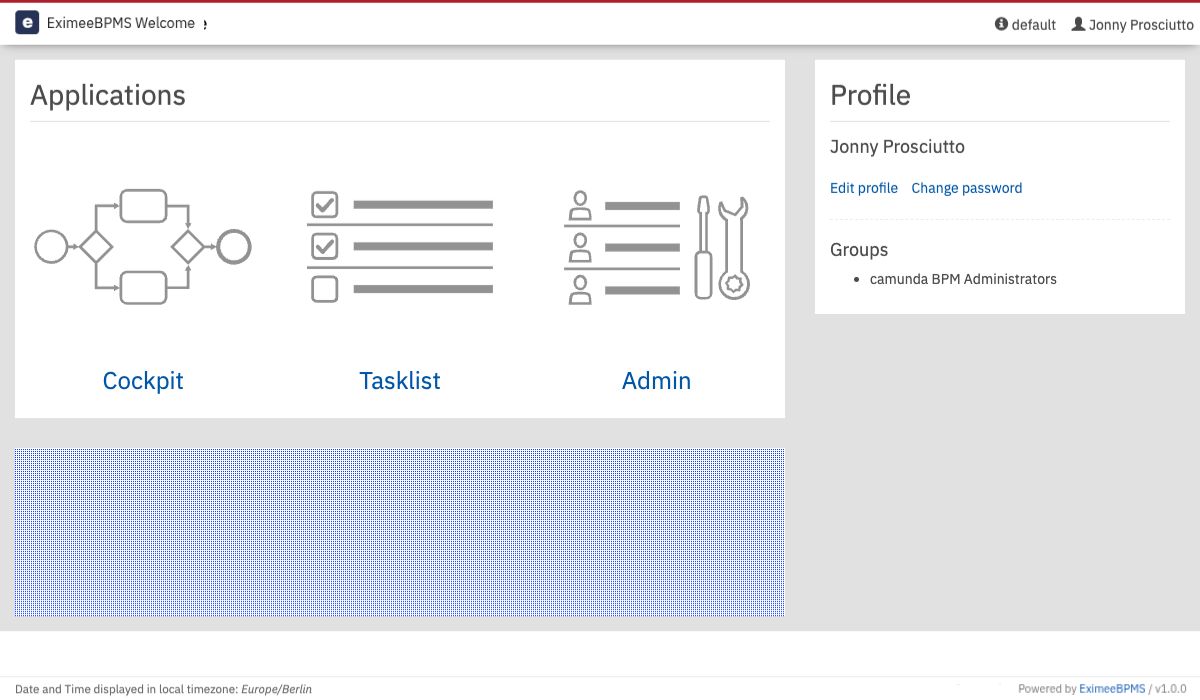 e EximeeBPMS Welcome
default Jonny Prosciutto
Applications
Cockpit
Tasklist
Admin
Profile
Jonny Prosciutto
Edit profile Change password
Groups
camunda BPM Administrators
Date and Time displayed in local timezone: Europe/Berlin
Powered by EximeeBPMS / v1.0.0